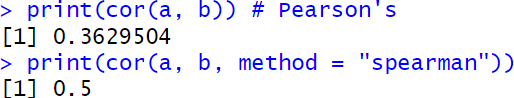 > print(cor(a, b)) # Pearson's
[1] 0.3629504
> print(cor(a, b, method = "spearman"))
[1] 0.5